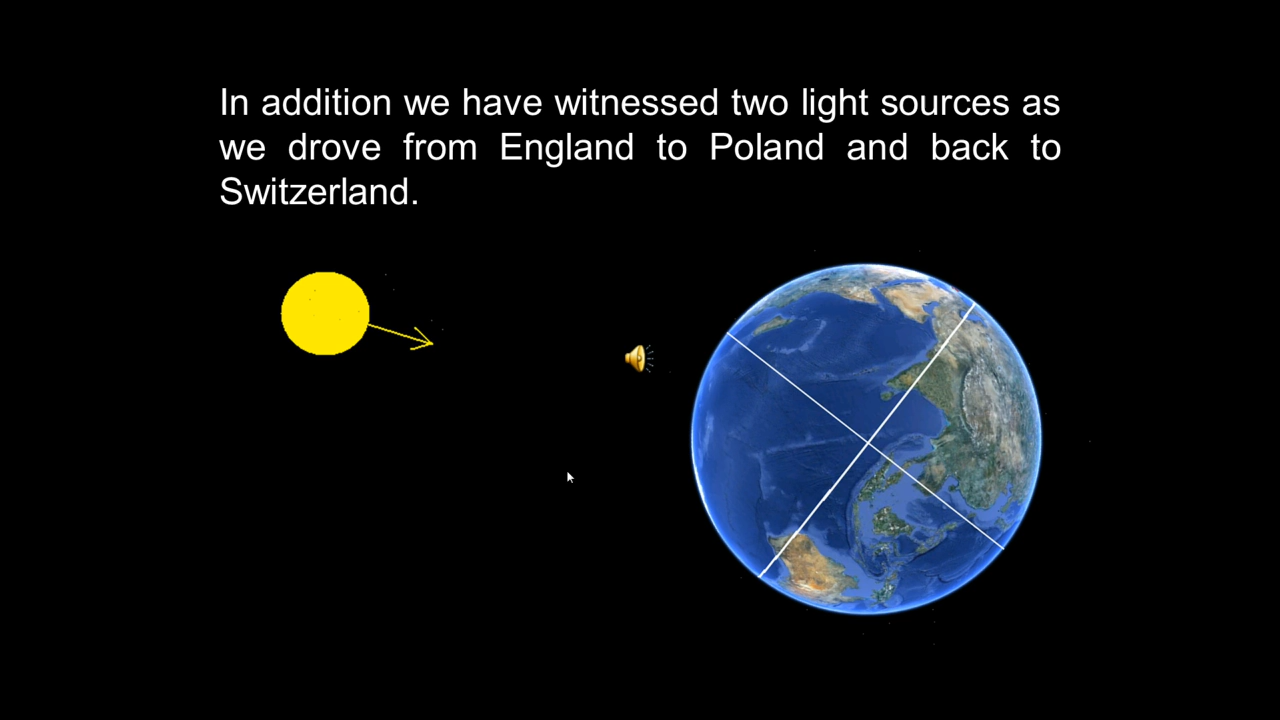 In addition we have witnessed two light sources as
we drove from England to Poland and back to
Switzerland.